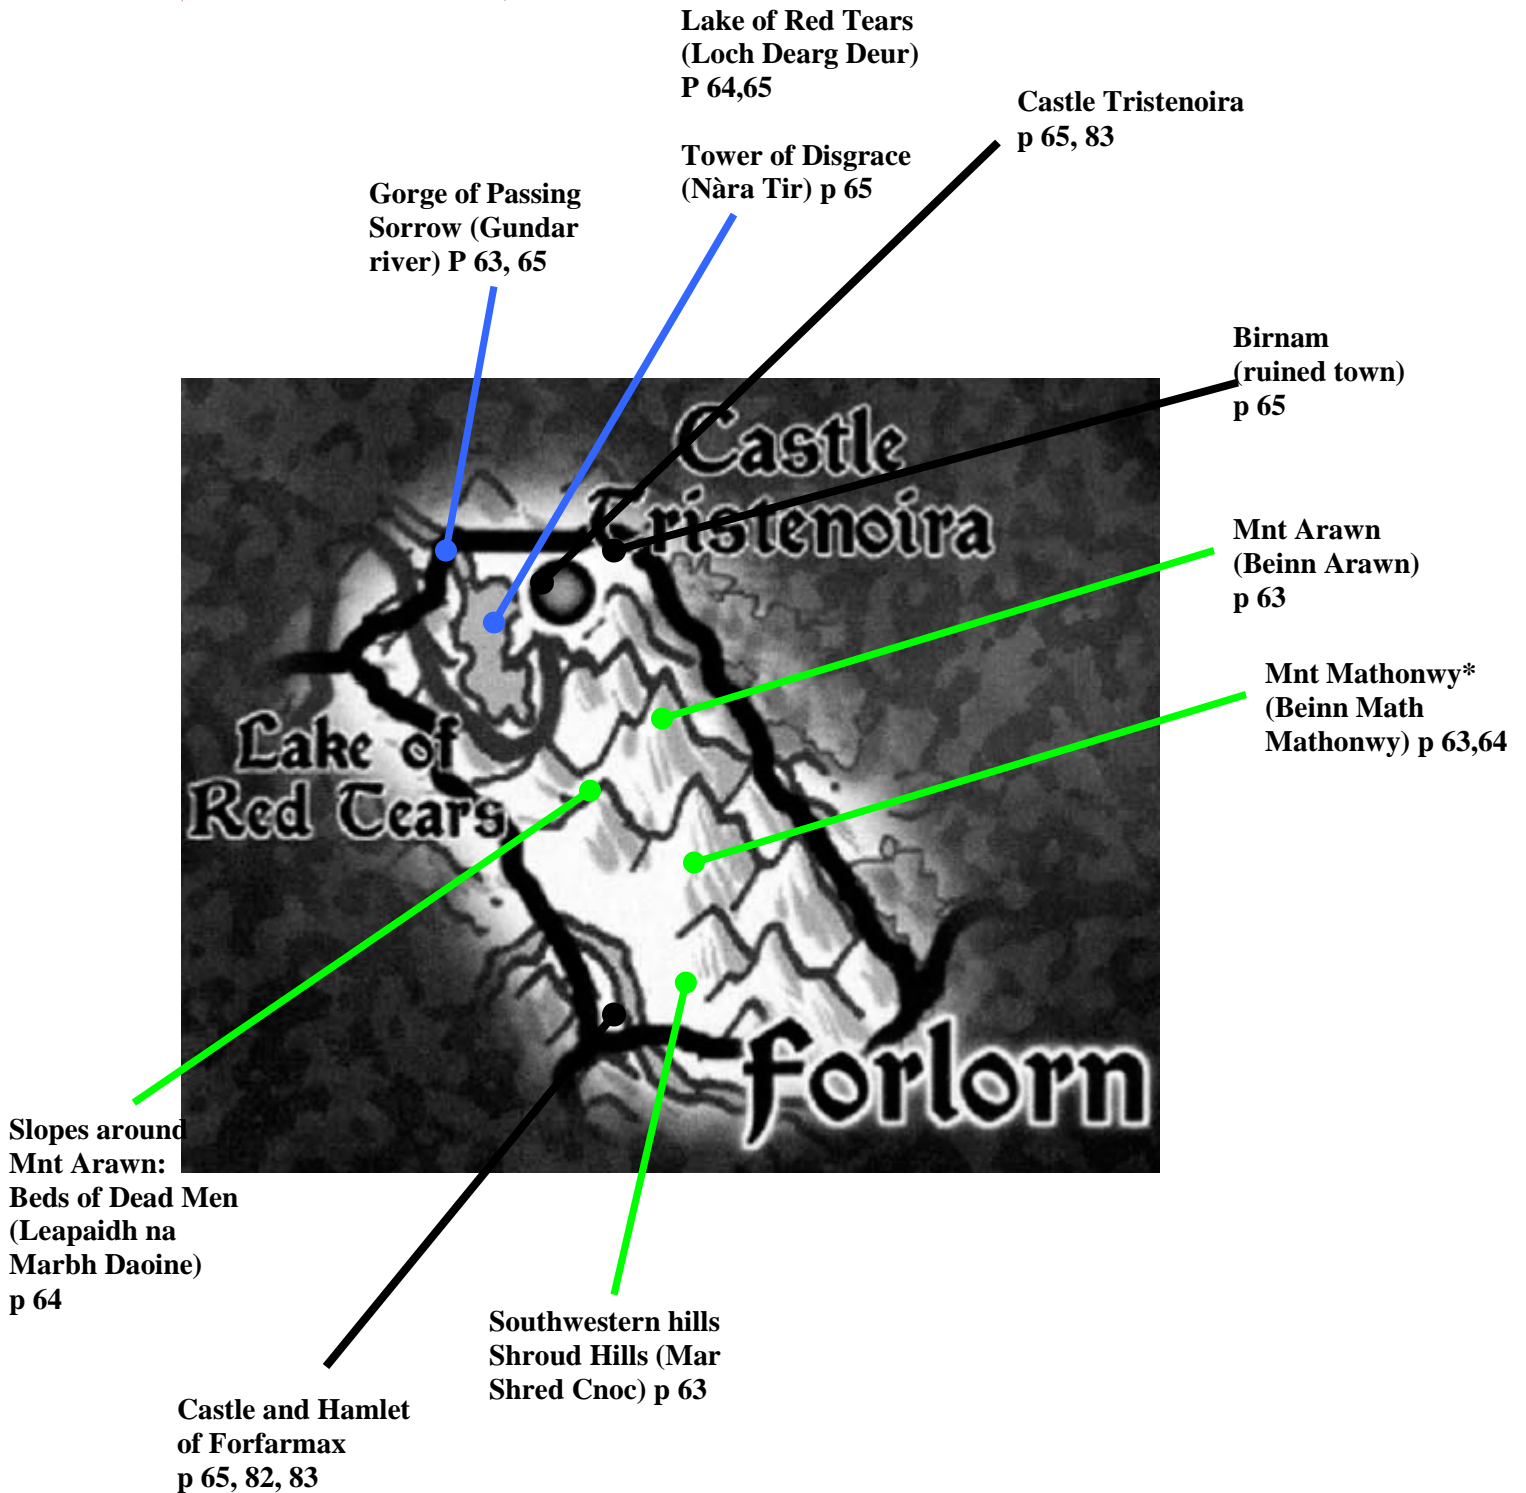 Lake of Red Tears
(Loch Dearg Deur)
P 64,65
Castle Tristenoira
p 65, 83
Tower of Disgrace
(Nàra Tir) p 65
Gorge of Passing
Sorrow (Gundar
river) P 63, 65
Birnam
(ruined town)
p 65
Castle
Tristenoira
Mnt Arawn
(Beinn Arawn)
p 63
Mnt Mathonwy*
(Beinn Math
Mathonwy) p 63,64
Lake of
Red Tears
Forlorn
Slopes around
Mnt Arawn:
Beds of Dead Men
(Leapaidh na
Marbh Daoine)
p 64
Southwestern hills
Shroud Hills (Mar
Shred Cnoc) p 63
Castle and Hamlet
of Forfarmax
p 65, 82, 83